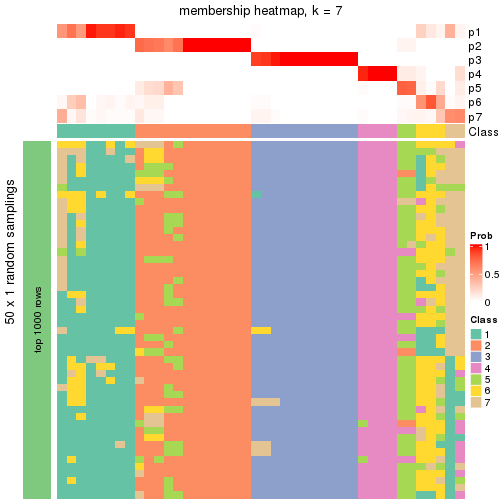 membership heatmap, k = 7
p1
p2
p3
p4
p5
p6
p7
Class
50 x 1 random samplings
top 1000 rows
Prob
1
0.5
0
Class
1
2
3
4
5
6
7